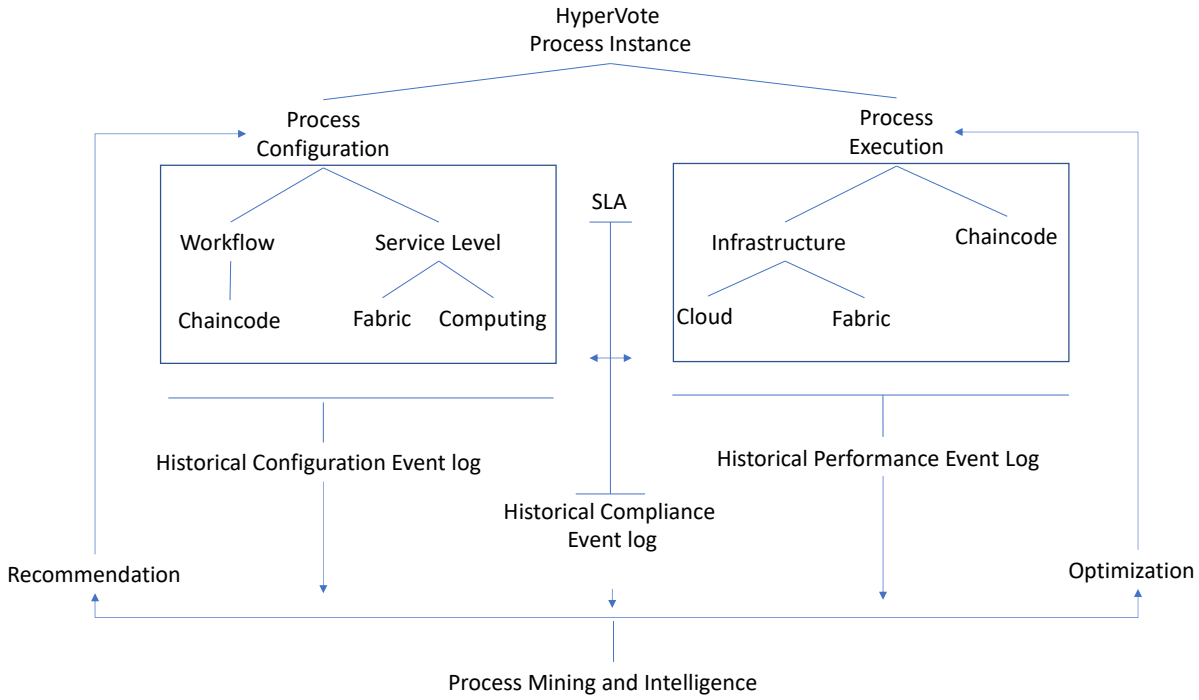 HyperVote
Process Instance
Process
Configuration
Process
Execution
SLA
Workflow
Service Level
Infrastructure
Chaincode
Chaincode
Fabric
Computing
Cloud
Fabric
Historical Configuration Event log
Historical Performance Event Log
Historical Compliance
Event log
Recommendation
Optimization
Process Mining and Intelligence